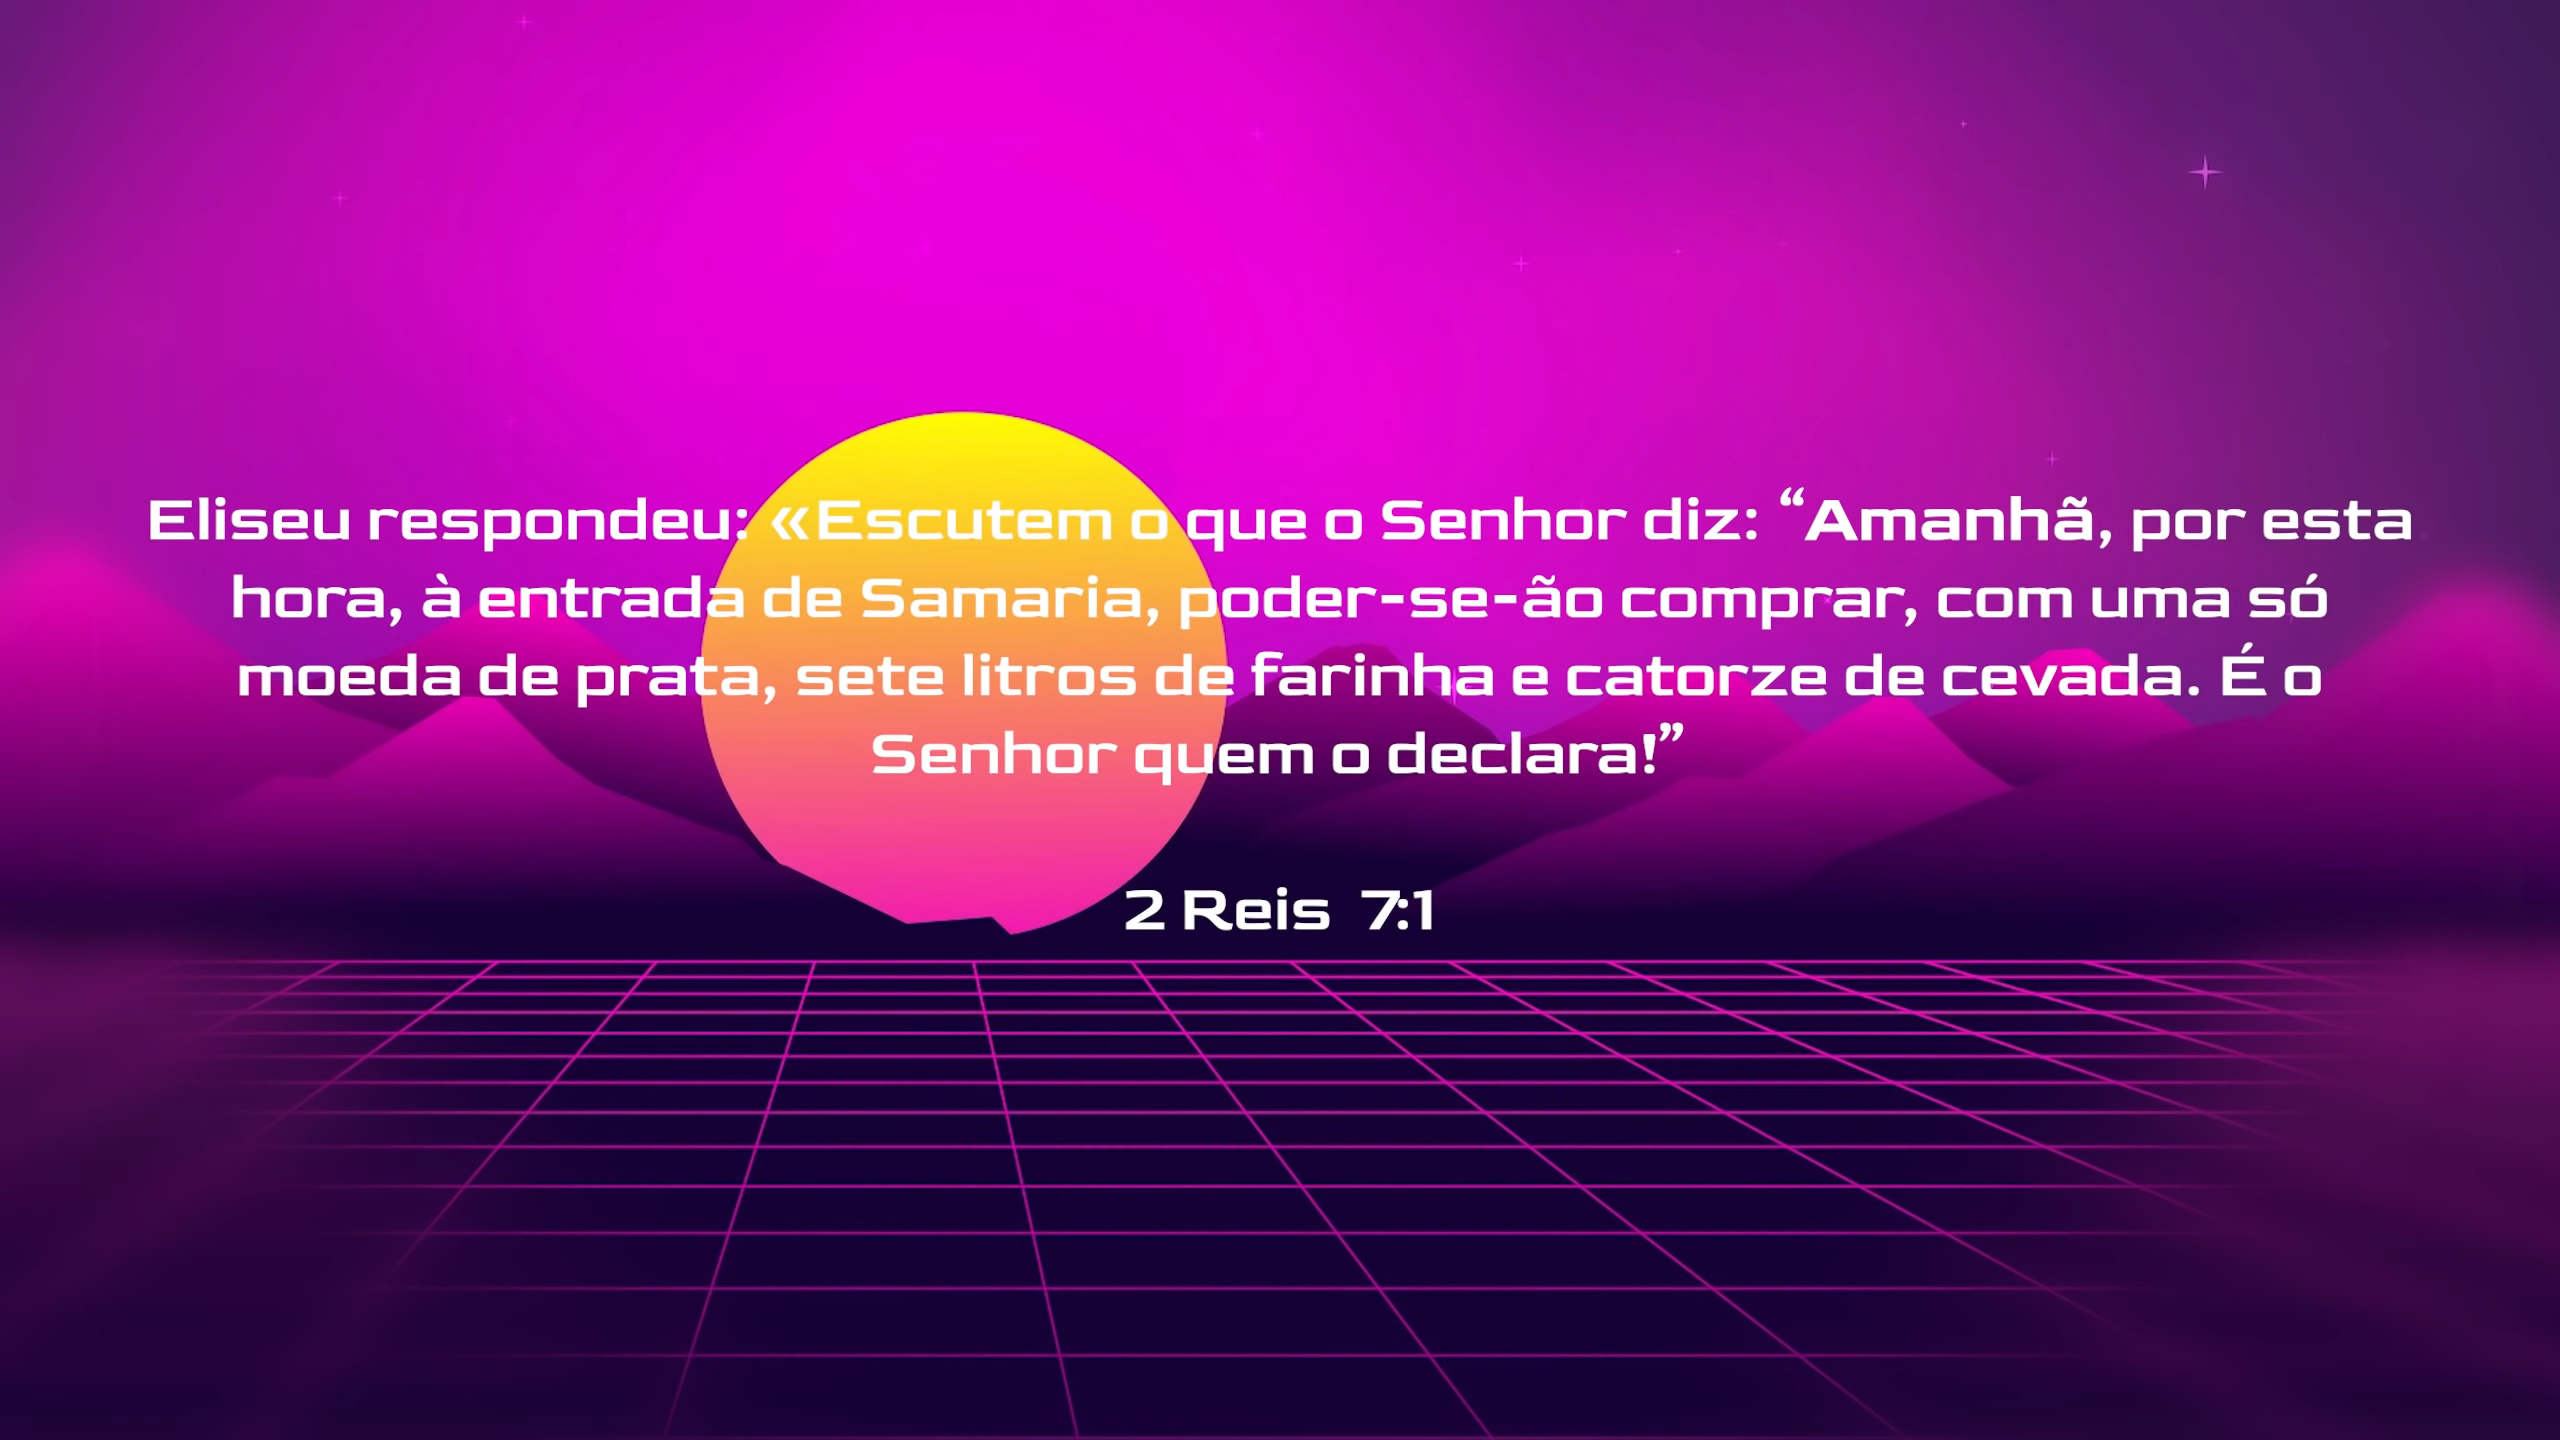 Eliseu respondeu: «Escutem o que o Senhor diz: “Amanhã, por esta
hora, à entrada de Samaria, poder-se-ão comprar, com uma só
moeda de prata, sete litros de farinha e catorze de cevada. É o
Senhor quem o declara!”
2 Reis 7:1